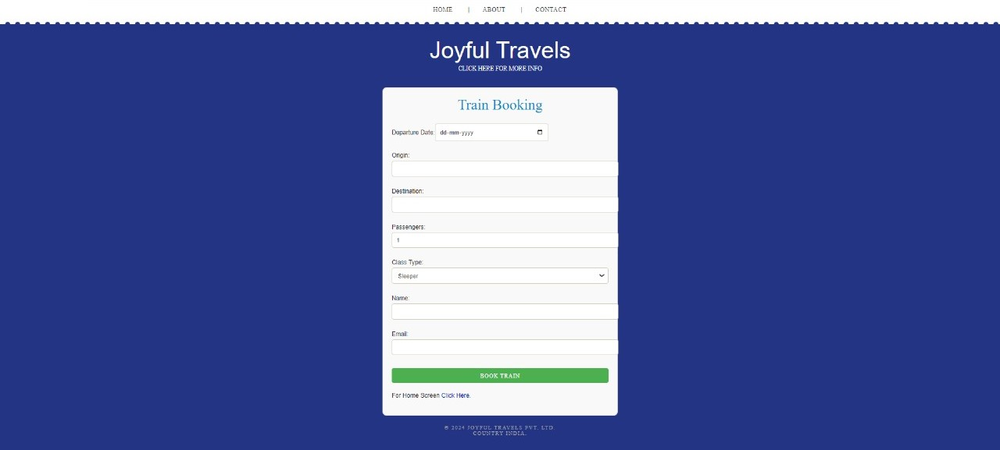 HOME | ABOUT | CONTACT
Joyful Travels
CLICK HERE FOR MORE INFO
Train Booking
Departure Date: dd-mm-yyyy
Origin:
Destination:
Passengers:
1
Class Type:
Sleeper
Name:
Email:
BOOK TRAIN
For Home Screen Click Here.
© 2024 JOYFUL TRAVELS PVT. LTD.
COUNTRY INDIA.